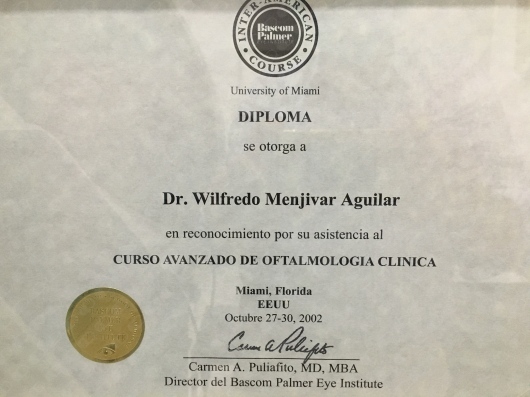 INTER-AMERICAN
Bascom
Palmer
COURSE
University of Miami
DIPLOMA
se otorga a
Dr. Wilfredo Menjivar Aguilar
en reconocimiento por su asistencia al
CURSO AVANZADO DE OFTALMOLOGIA CLINICA
Miami, Florida
EEUU
Octubre 27-30, 2002
Carmen A. Puliafito, MD, MBA
Director del Bascom Palmer Eye Institute